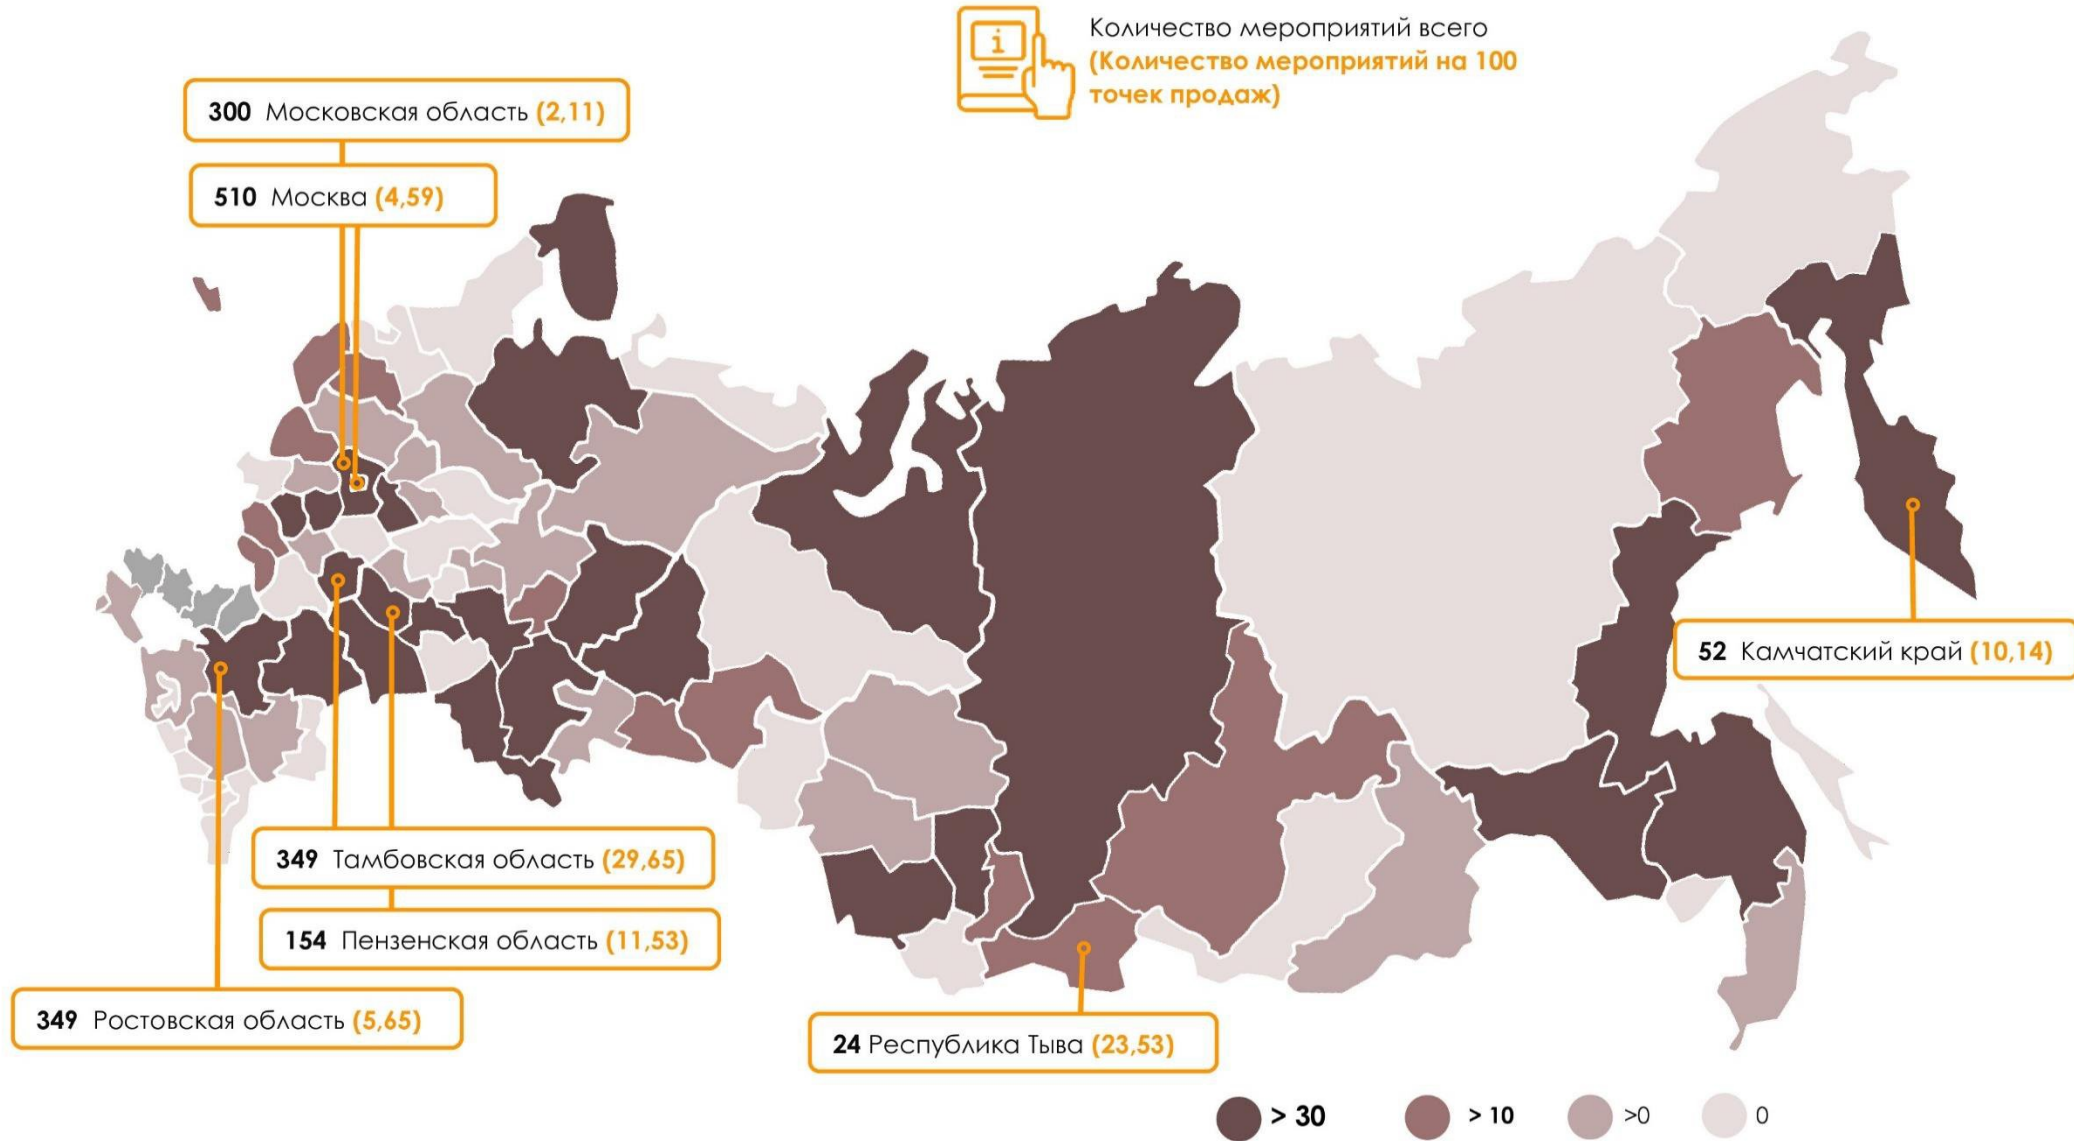 i
Количество мероприятий всего
(Количество мероприятий на 100
точек продаж)
300 Московская область (2,11)
510 Москва (4,59)
52 Камчатский край (10,14)
349 Тамбовская область (29,65)
154 Пензенская область (11,53)
349 Ростовская область (5,65)
24 Республика Тыва (23,53)
> 30 > 10 >0 0